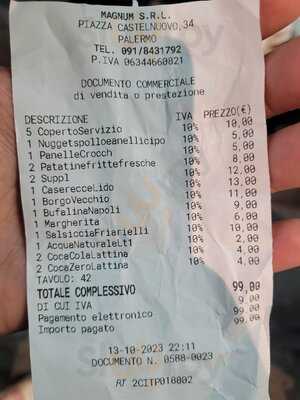 MAGNUM S.R.L.
PIAZZA CASTELNUOVO,34
PALERMO
TEL. 091/8431792
P.IVA 06344660821
DOCUMENTO COMMERCIALE
di vendita o prestazione
DESCRIZIONE IVA PREZZO(€)
5 CopertoServizio 10% 10,00
1 Nuggetspolloeanellicipo 10% 5,00
1 PanelleCrocch 10% 5,00
2 Patatinefrittefresche 10% 8,00
2 Suppl 10% 12,00
1 CaserecceLido 10% 13,00
1 BorgoVecchio 10% 11,00
1 BufalinaNapoli 10% 9,00
1 Margherita 10% 6,00
1 SalsicciaFriarielli 10% 10,00
1 AcquaNaturaleLt1 10% 2,00
2 CocaColaLattina 10% 4,00
2 CocaZeroLattina 10% 4,00
TAVOLO: 42
TOTALE COMPLESSIVO 99,00
DI CUI IVA 9,00
Pagamento elettronico 99,00
Importo pagato 99,00
13-10-2023 22:11
DOCUMENTO N. 0588-0023
RT 2CITP018802